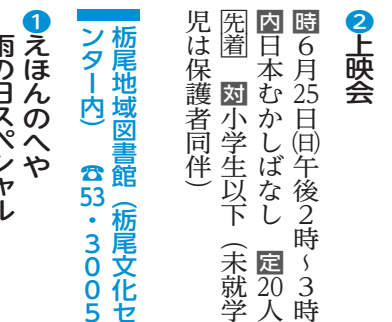 ❷上映会
時6月25日㈰午後2時～3時
内日本むかしばなし 定20人
先着 対小学生以下（未就学
児は保護者同伴）
栃尾地域図書館（栃尾文化セ
ンター内） ☎53・3005
❶えほんのへや
雨の日スペシャル